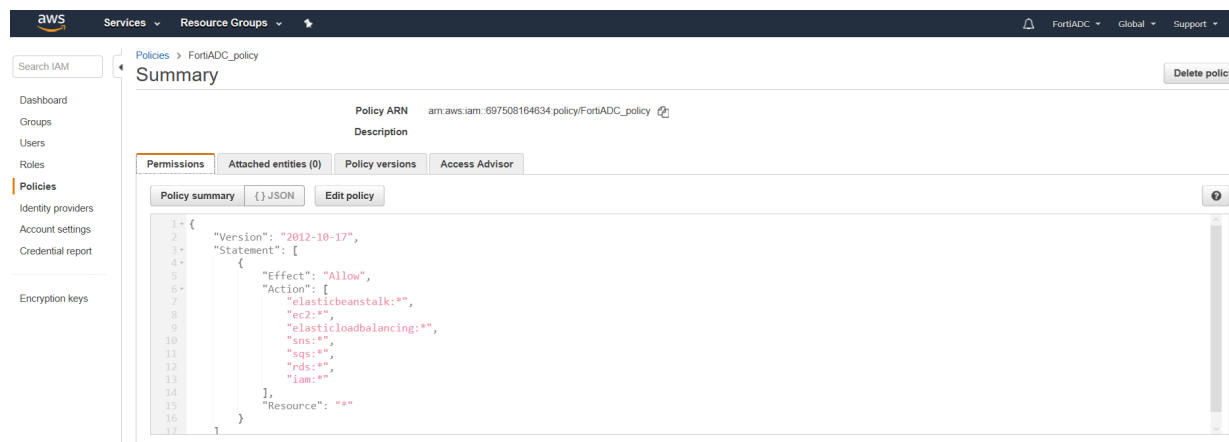 aws Services Resource Groups FortiADC Global Support
Search IAM
Dashboard
Groups
Users
Roles
Policies
Identity providers
Account settings
Credential report
Encryption keys
Policies > FortiADC_policy
Summary
Delete polic
Policy ARN arn:aws:iam::697508164634:policy/FortiADC_policy
Description
Permissions Attached entities (0) Policy versions Access Advisor
Policy summary { } JSON Edit policy
1 {
2 "Version": "2012-10-17",
3 "Statement": [
4 {
5 "Effect": "Allow",
6 "Action": [
7 "elasticbeanstalk:*",
8 "ec2:*",
9 "elasticloadbalancing:*",
10 "sns:*",
11 "sqs:*",
12 "rds:*",
13 "iam:*"
14 ],
15 "Resource": "*"
16 }
17 ]